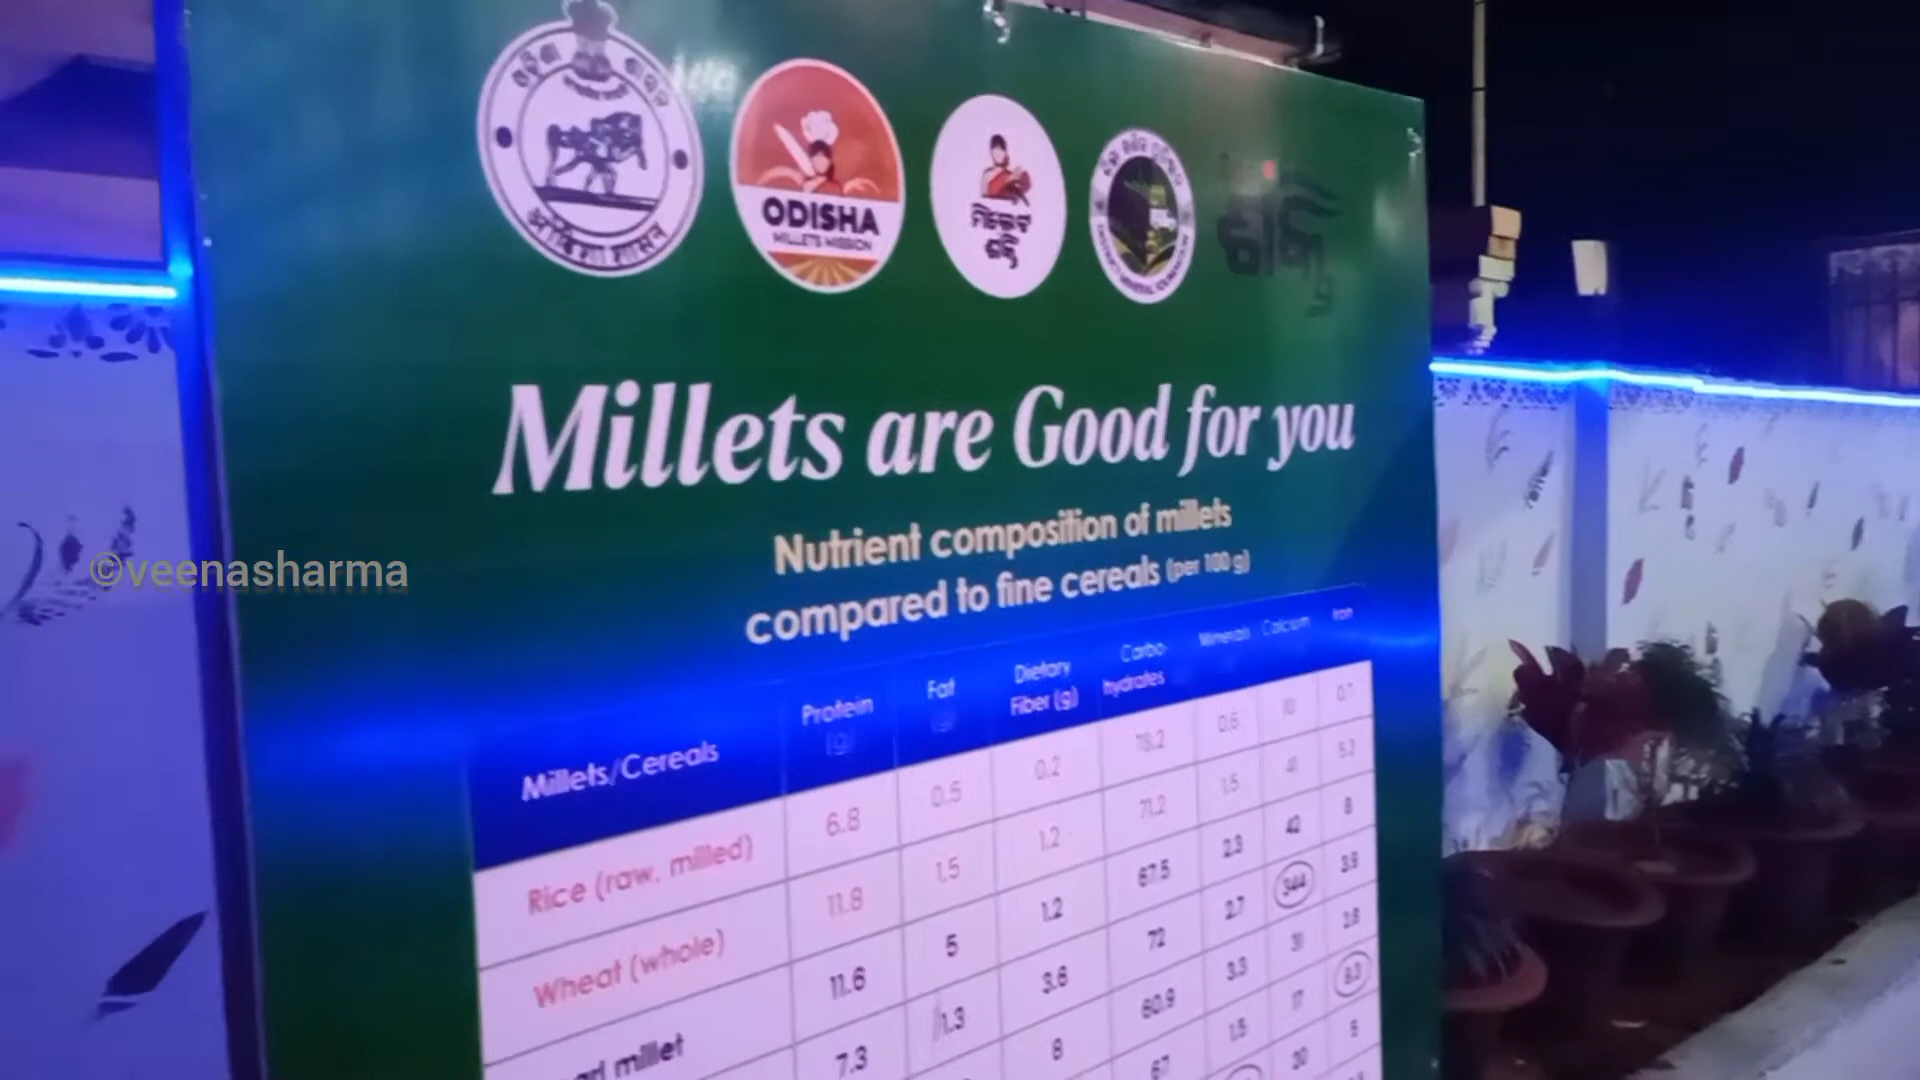 ODISHA
MILLETS MISSION
ମିଲେଟ
ଶକ୍ତି
Millets are Good for you
Nutrient composition of millets
compared to fine cereals (per 100 g)
Millets/Cereals Protein (g) Fat (g) Dietary Fiber (g) Carbo- hydrates Minerals Calcium Iron
Rice (raw, milled) 6.8 0.5 0.2 78.2 0.6 10 0.7
Wheat (whole) 11.8 1.5 1.2 71.2 1.5 41 5.3
millet 11.6 5 1.2 67.5 2.3 42 8
7.3 1.3 3.6 72 2.7 344 3.9
8 60.9 3.3 31 2.8
67 1.5 17 9.3
20 5
©veenasharma